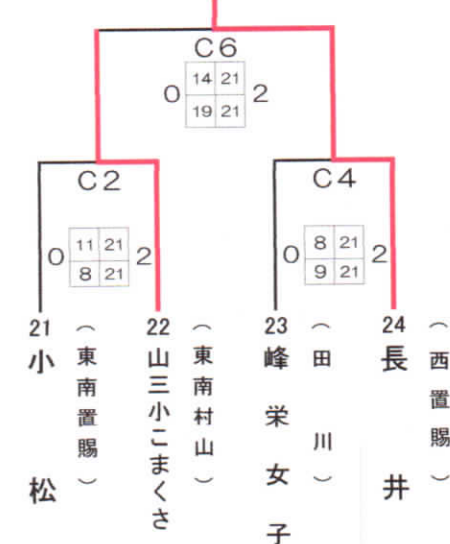 C6
0 14 21 2
19 21
C2
0 11 21 2
8 21
C4
0 8 21 2
9 21
21
小松
（東南置賜）
22
山三小こまくさ
（東南村山）
23
峰栄女子
（田川）
24
長井
（西置賜）